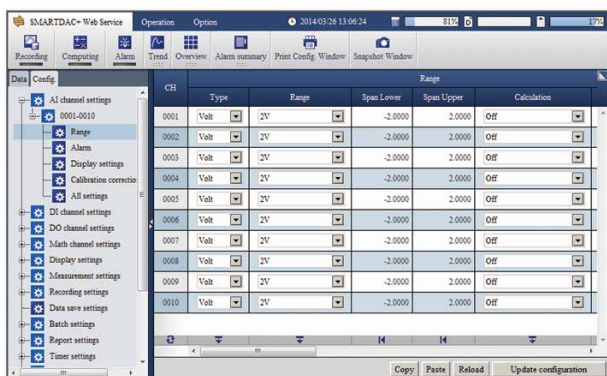 SMARTDAC+ Web Service Operation Option 2014/03/26 13:06:24 81% 17%
Recording Computing Alarm Trend Overview Alarm summary Print Config. Window Snapshot Window
Data Config.
AI channel settings
0001-0010
Range
Alarm
Display settings
Calibration correctio
All settings
DI channel settings
DO channel settings
Math channel settings
Display settings
Measurement settings
Recording settings
Data save settings
Batch settings
Report settings
Timer settings
CH Range
Type Range Span Lower Span Upper Calculation
0001 Volt 2V -2.0000 2.0000 Off
0002 Volt 2V -2.0000 2.0000 Off
0003 Volt 2V -2.0000 2.0000 Off
0004 Volt 2V -2.0000 2.0000 Off
0005 Volt 2V -2.0000 2.0000 Off
0006 Volt 2V -2.0000 2.0000 Off
0007 Volt 2V -2.0000 2.0000 Off
0008 Volt 2V -2.0000 2.0000 Off
0009 Volt 2V -2.0000 2.0000 Off
0010 Volt 2V -2.0000 2.0000 Off
Copy Paste Reload Update configuration